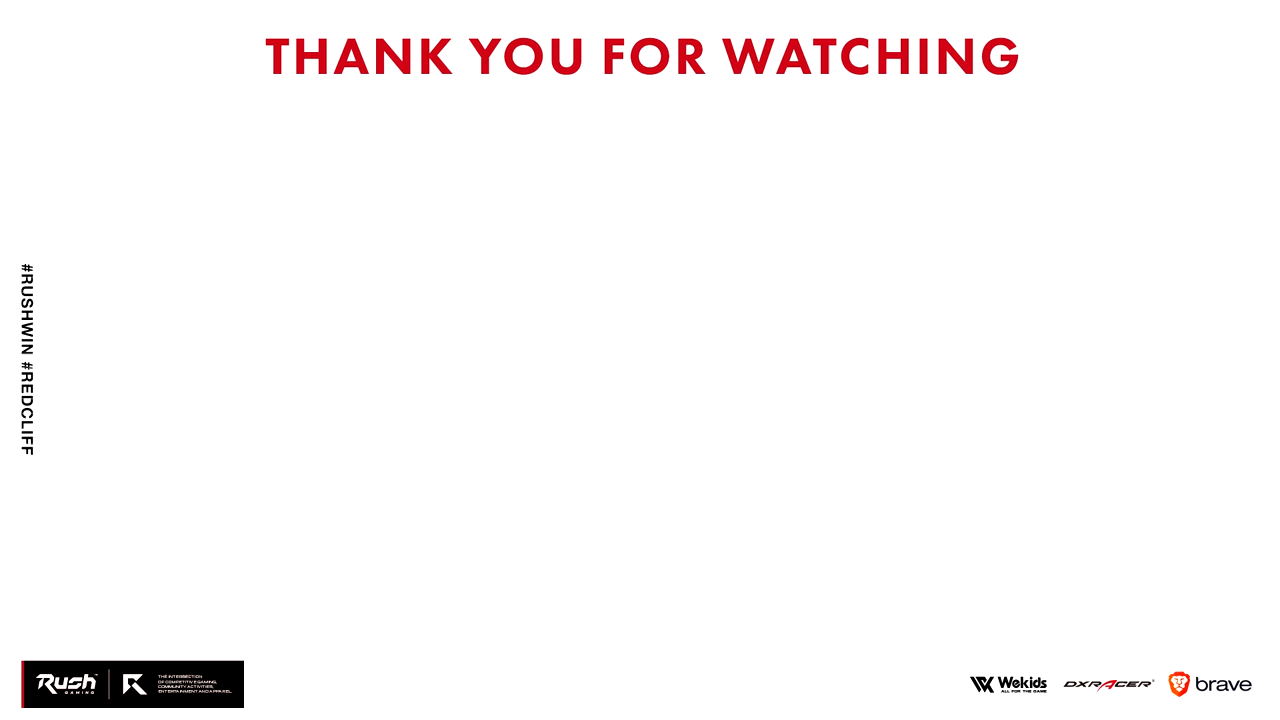 THANK YOU FOR WATCHING
#RUSHWIN #REDCLIFF
Rush
GAMING
THE INTERSECTION
OF COMPETITIVE GAMING,
COMMUNITY ACTIVITIES,
ENTERTAINMENT AND APPAREL.
Wekids
ALL FOR THE GAME
DXRACER
brave